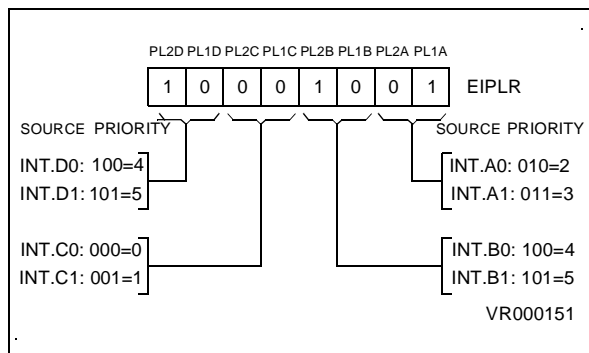 PL2D PL1D PL2C PL1C PL2B PL1B PL2A PL1A
1 0 0 0 1 0 0 1 EIPLR
SOURCE PRIORITY SOURCE PRIORITY
INT.D0: 100=4 INT.A0: 010=2
INT.D1: 101=5 INT.A1: 011=3
INT.C0: 000=0 INT.B0: 100=4
INT.C1: 001=1 INT.B1: 101=5
VR000151